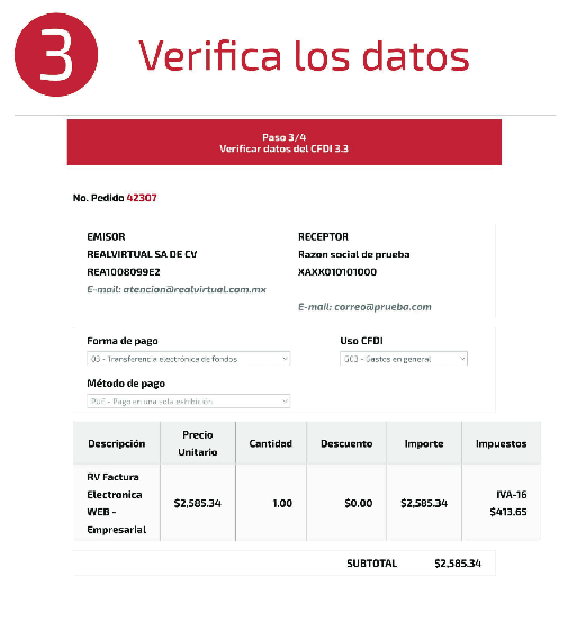 3 Verifica los datos
Paso 3/4
Verificar datos del CFDI 3.3
No. Pedido 42307
EMISOR
REALVIRTUAL SA DE CV
REA1008099EZ
E-mail: atencion@realvirtual.com.mx
RECEPTOR
Razon social de prueba
XAXX010101000
E-mail: correo@prueba.com
Forma de pago
03 - Transferencia electrónica de fondos
Uso CFDI
G03 - Gastos en general
Método de pago
PUE - Pago en una sola exhibición
Descripción Precio Unitario Cantidad Descuento Importe Impuestos
RV Factura
Electronica
WEB -
Empresarial
$2,585.34 1.00 $0.00 $2,585.34
IVA-16
$413.65
SUBTOTAL $2,585.34